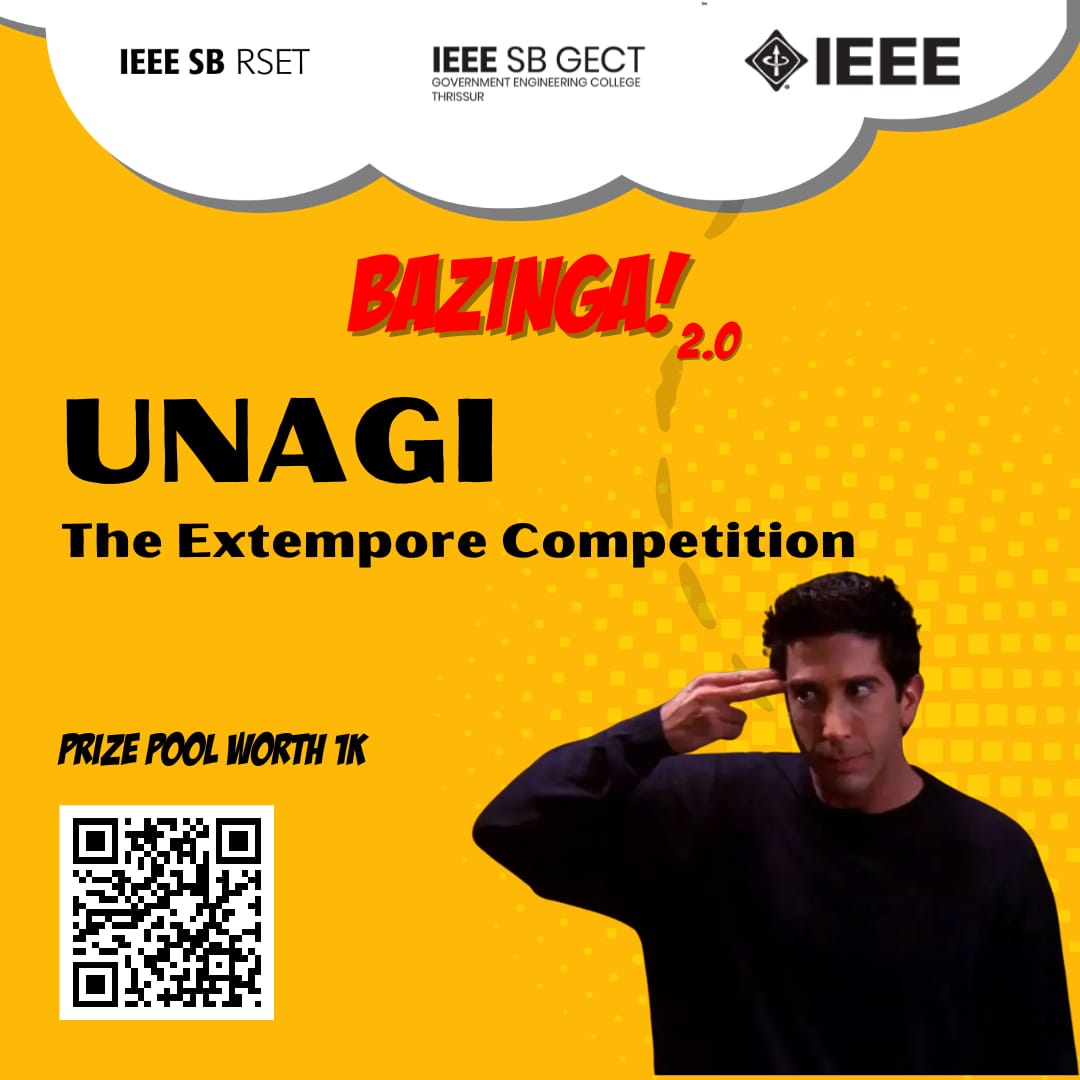 IEEE SB RSET
IEEE SB GECT
GOVERNMENT ENGINEERING COLLEGE
THRISSUR
IEEE
BAZINGA!
2.0
UNAGI
The Extempore Competition
PRIZE POOL WORTH 1K